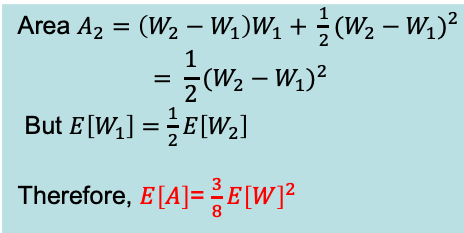 Area A₂ = (W₂ − W₁)W₁ + ½(W₂ − W₁)²
= ½(W₂ − W₁)²
But E[W₁] = ½E[W₂]
Therefore, E[A]=⅜E[W]²